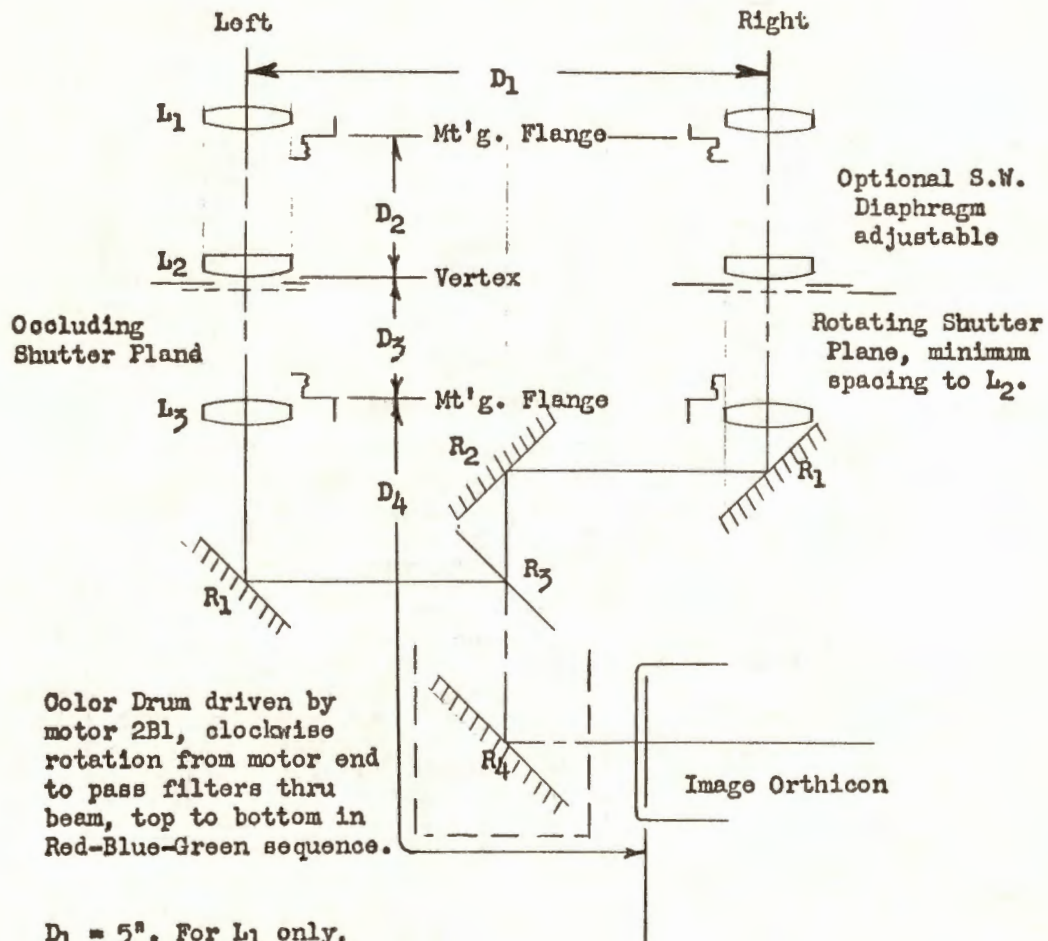 Left
Right
D1
L1
Mt'g. Flange
Optional S.W.
Diaphragm
adjustable
D2
L2
Vertex
Occluding
Shutter Pland
D3
Rotating Shutter
Plane, minimum
spacing to L2.
L3
Mt'g. Flange
R2
R1
D4
R3
R1
Color Drum driven by
motor 2B1, clockwise
rotation from motor end
to pass filters thru
beam, top to bottom in
Red-Blue-Green sequence.
R4
Image Orthicon
D1 = 5". For L1 only.